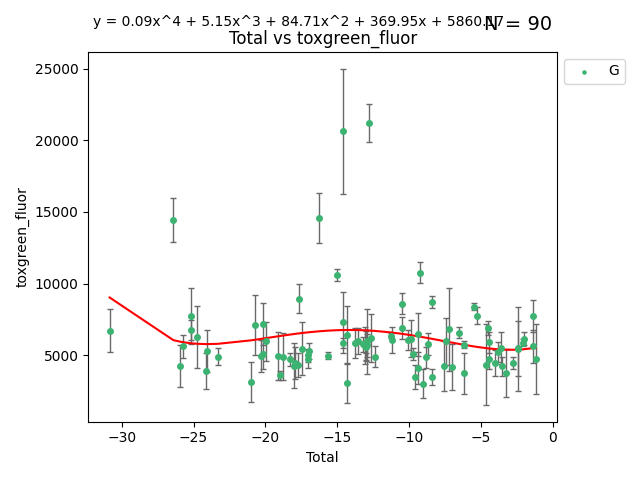 y = 0.09x^4 + 5.15x^3 + 84.71x^2 + 369.95x + 5860.
N = 90
Total vs toxgreen_fluor
G
25000
20000
15000
10000
5000
toxgreen_fluor
−30 −25 −20 −15 −10 −5 0
Total